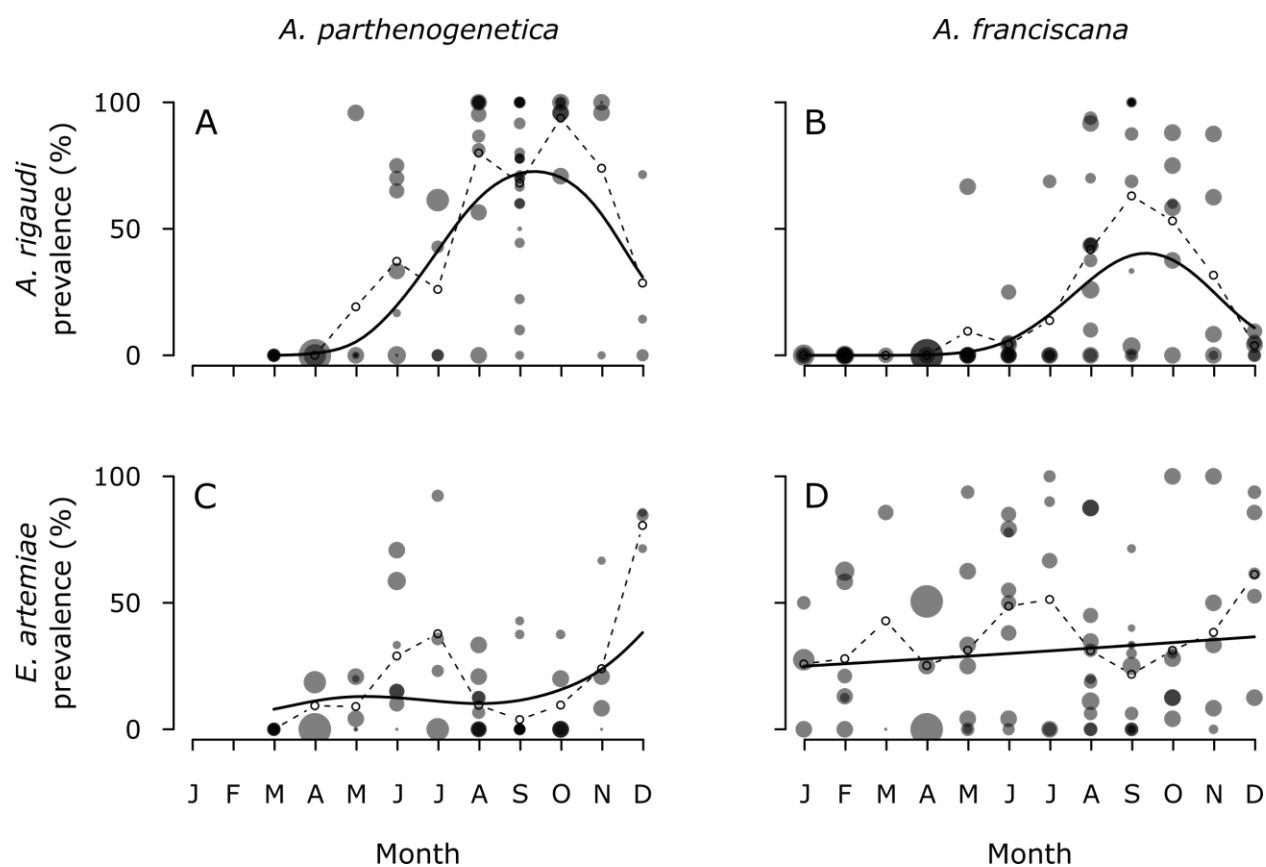 A. parthenogenetica
A. franciscana
A. rigaudi
prevalence (%)
100
50
0
A
B
E. artemiae
prevalence (%)
100
50
0
C
D
J F M A M J J A S O N D
J F M A M J J A S O N D
Month
Month